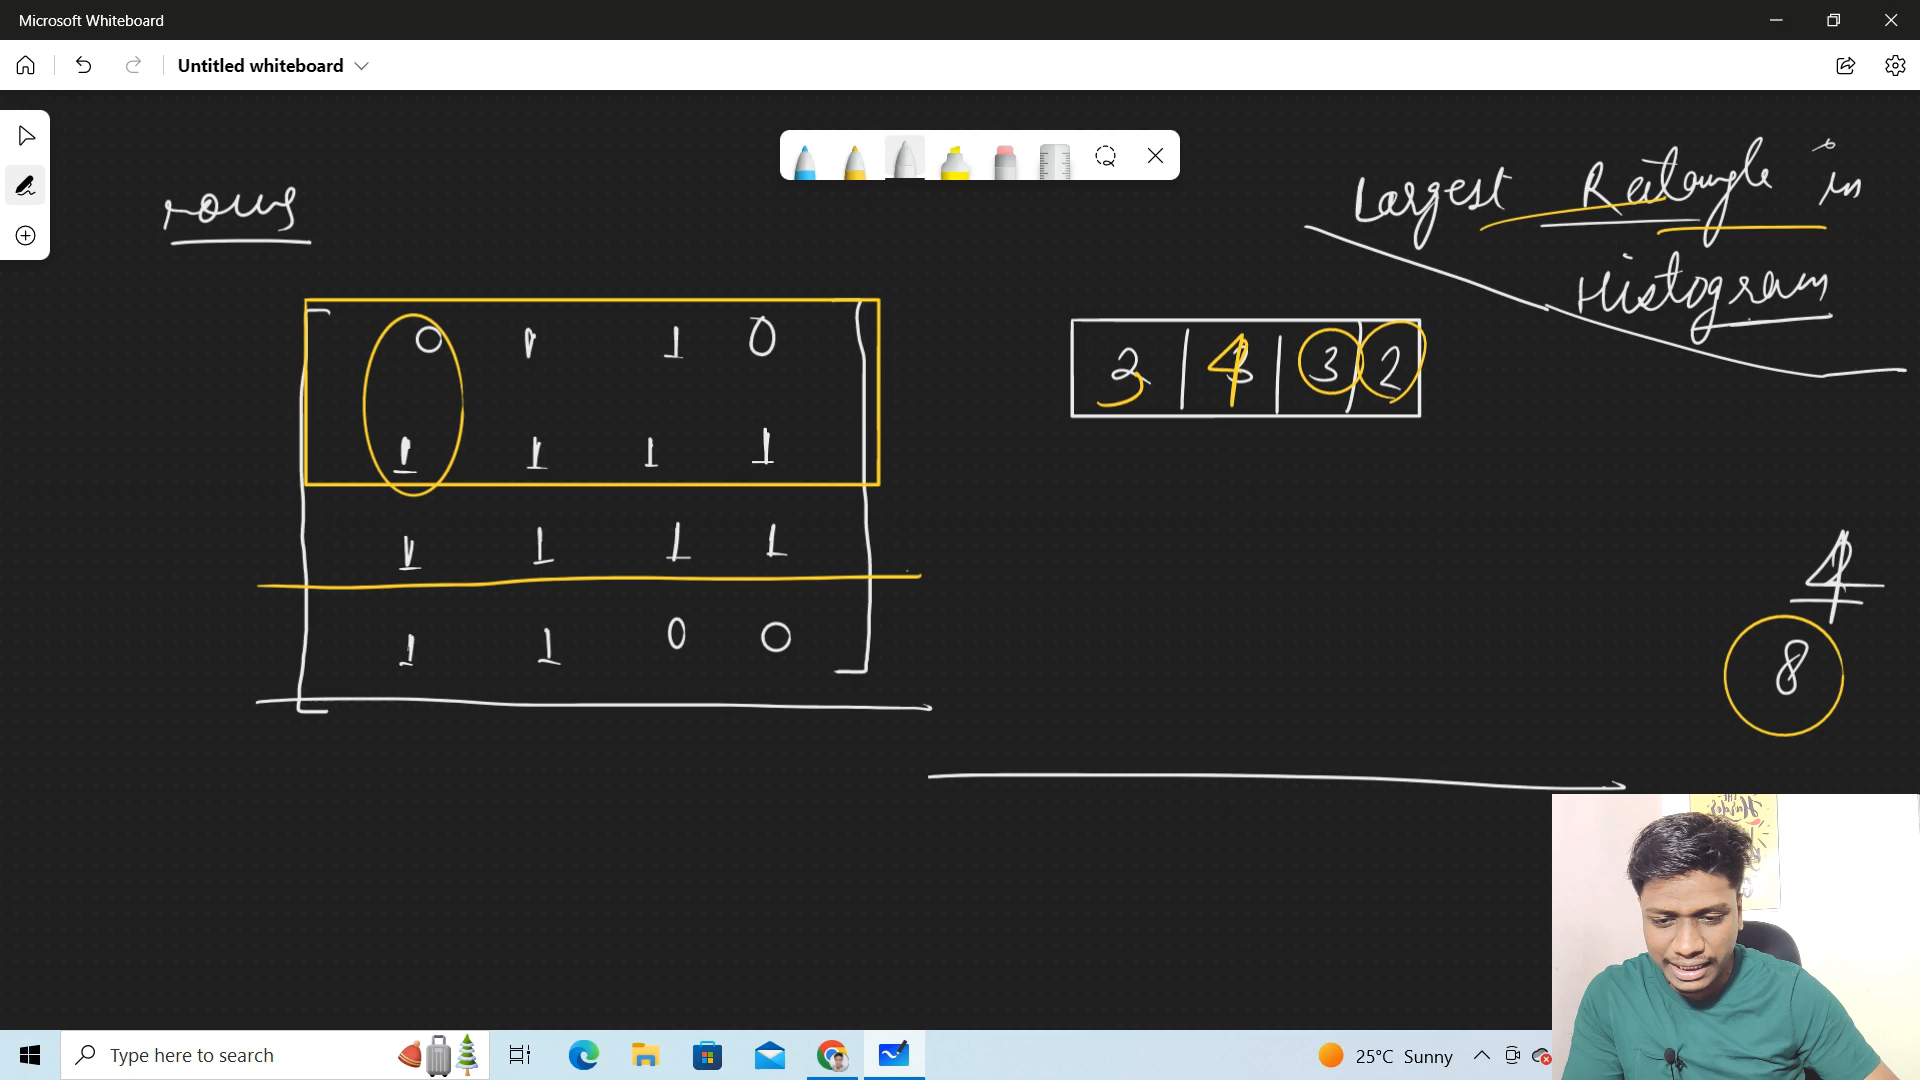 Microsoft Whiteboard
Untitled whiteboard
rows
Largest Rectangle in
Histogram
0 1 1 0
1 1 1 1
1 1 1 1
1 1 0 0
3 4 3 2
4
8
Type here to search
25°C Sunny